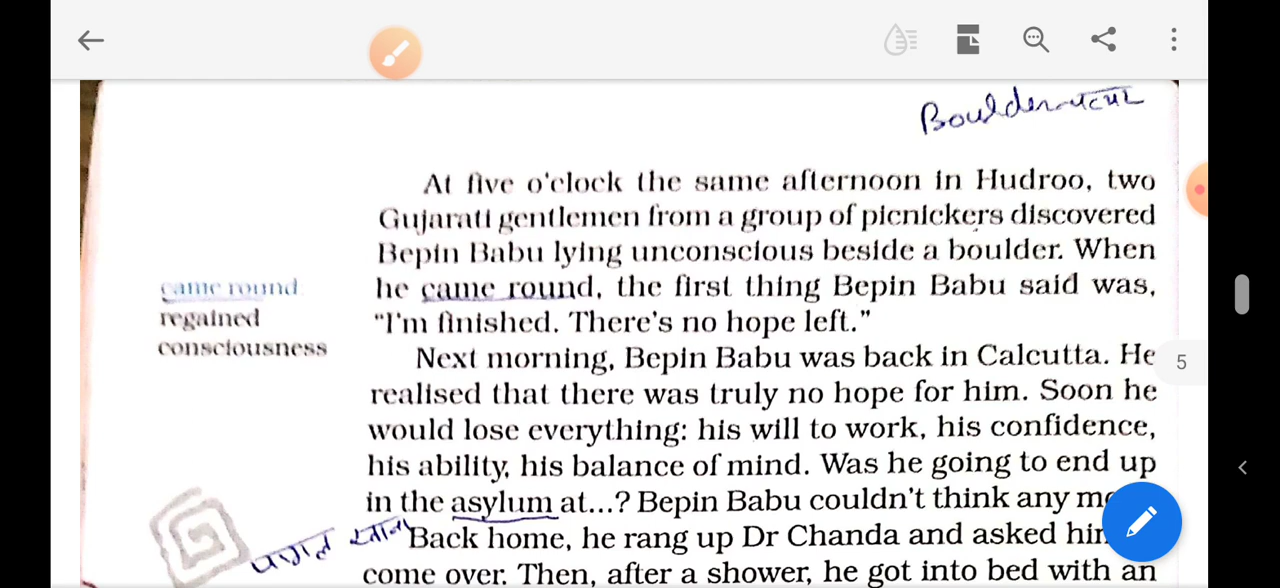 Boulder-पत्थर
At five o'clock the same afternoon in Hudroo, two
Gujarati gentlemen from a group of picnickers discovered
Bepin Babu lying unconscious beside a boulder. When
he came round, the first thing Bepin Babu said was,
"I'm finished. There's no hope left."
came round
regained
consciousness
Next morning, Bepin Babu was back in Calcutta. He
realised that there was truly no hope for him. Soon he
would lose everything: his will to work, his confidence,
his ability, his balance of mind. Was he going to end up
in the asylum at...? Bepin Babu couldn't think any
Back home, he rang up Dr Chanda and asked
come over. Then, after a shower, he got into bed with an
5